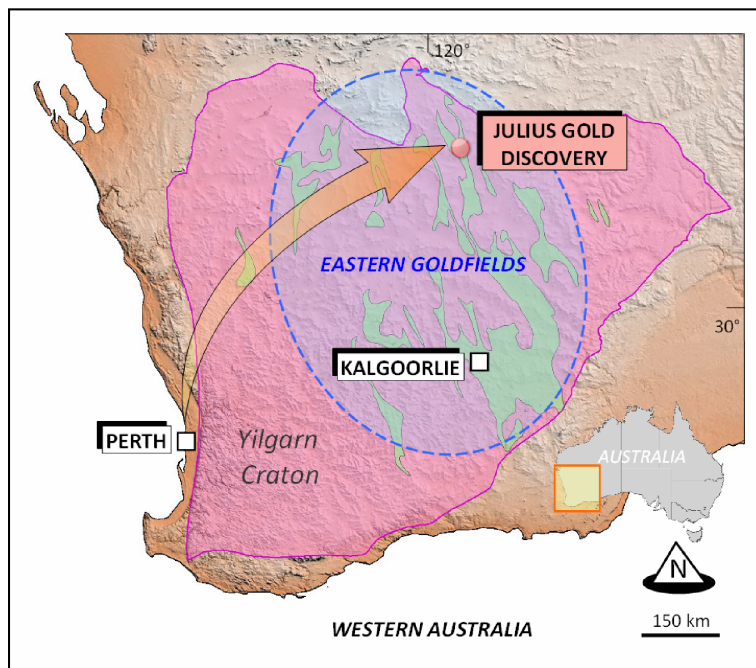 120°
JULIUS GOLD
DISCOVERY
EASTERN GOLDFIELDS
30°
KALGOORLIE
PERTH
Yilgarn
Craton
AUSTRALIA
N
150 km
WESTERN AUSTRALIA